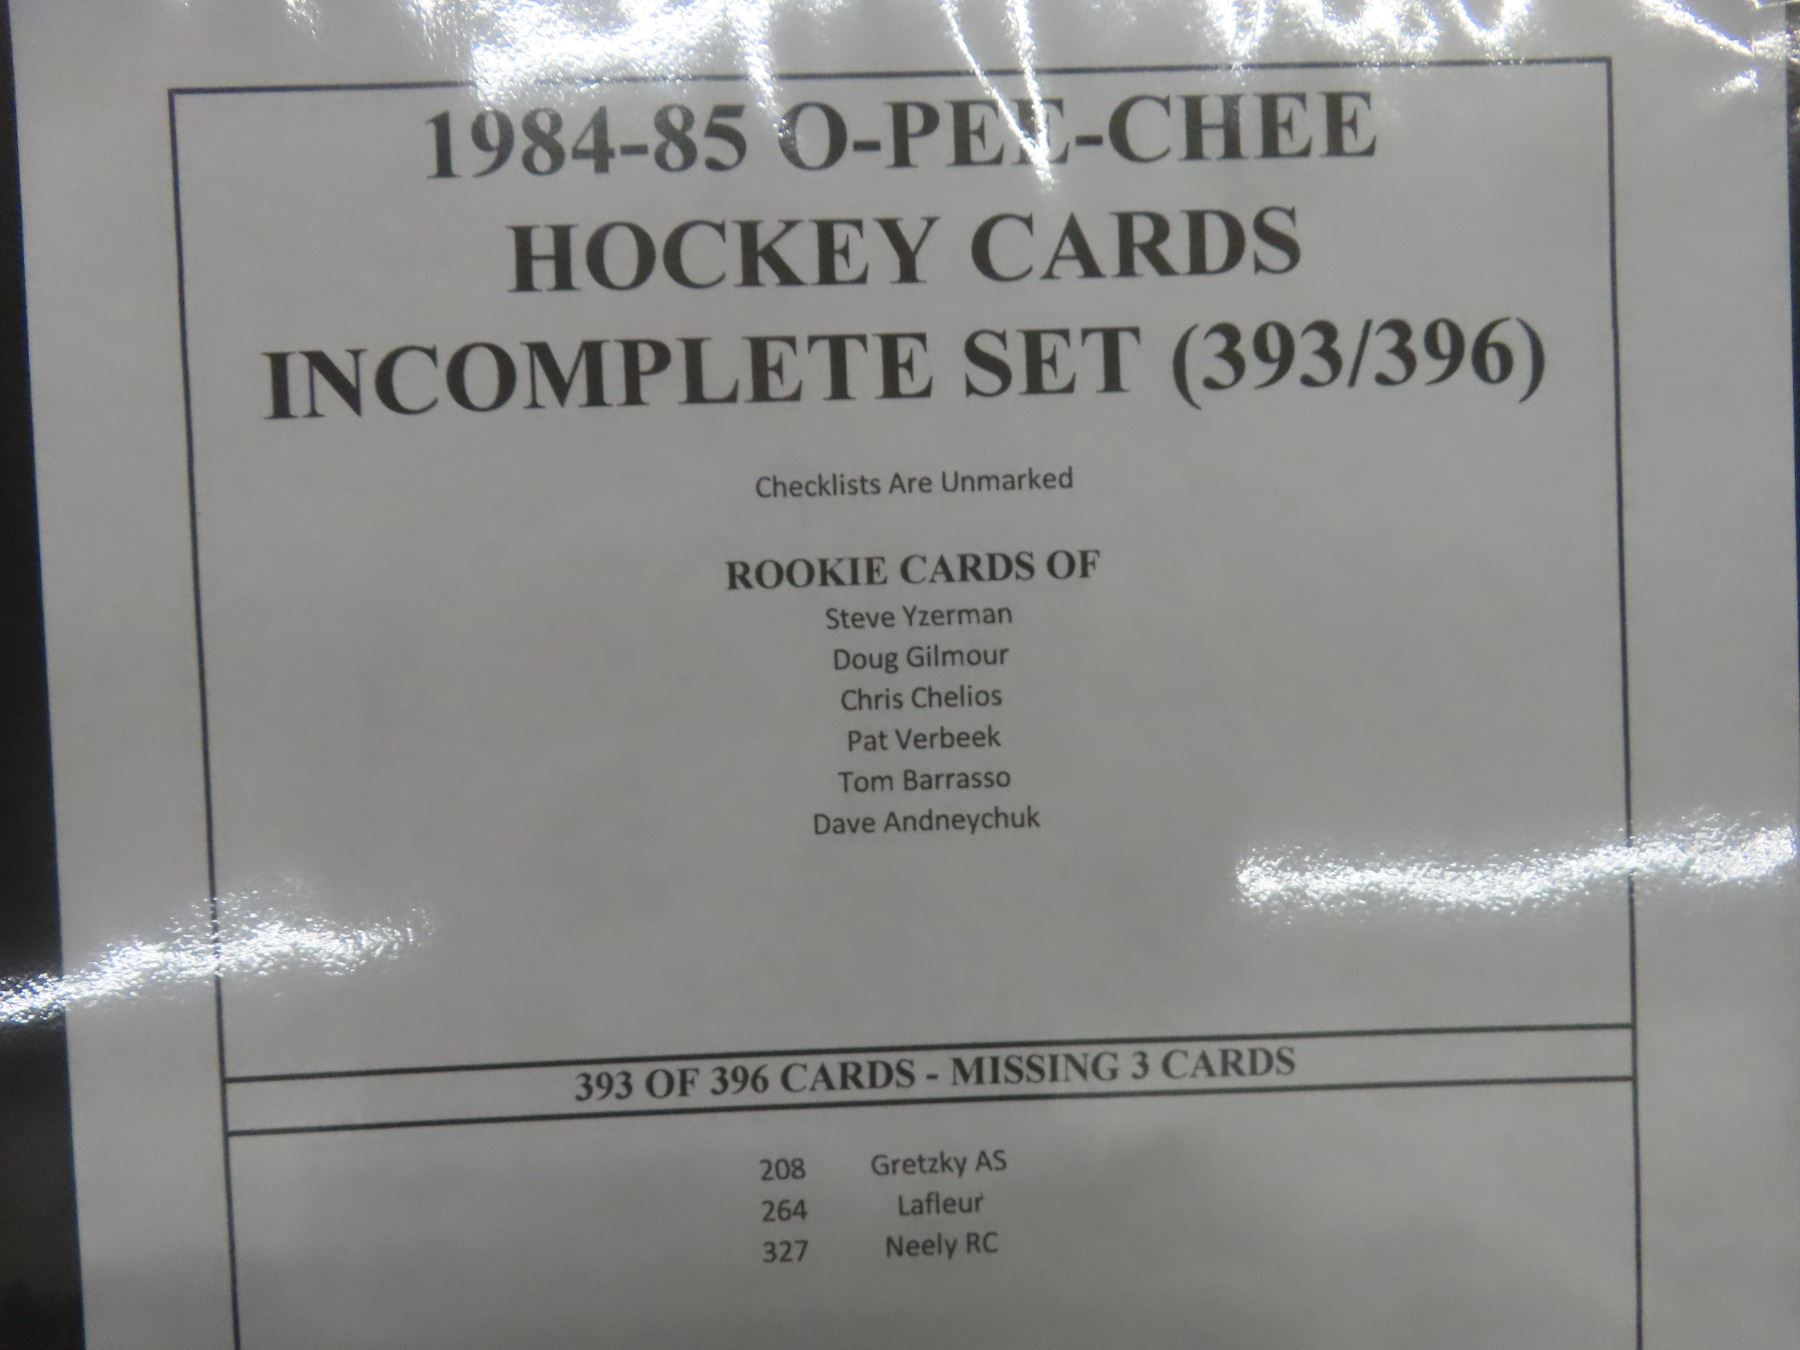 1984-85 O-PEE-CHEE
HOCKEY CARDS
INCOMPLETE SET (393/396)
Checklists Are Unmarked
ROOKIE CARDS OF
Steve Yzerman
Doug Gilmour
Chris Chelios
Pat Verbeek
Tom Barrasso
Dave Andneychuk
393 OF 396 CARDS - MISSING 3 CARDS
208 Gretzky AS
264 Lafleur
327 Neely RC